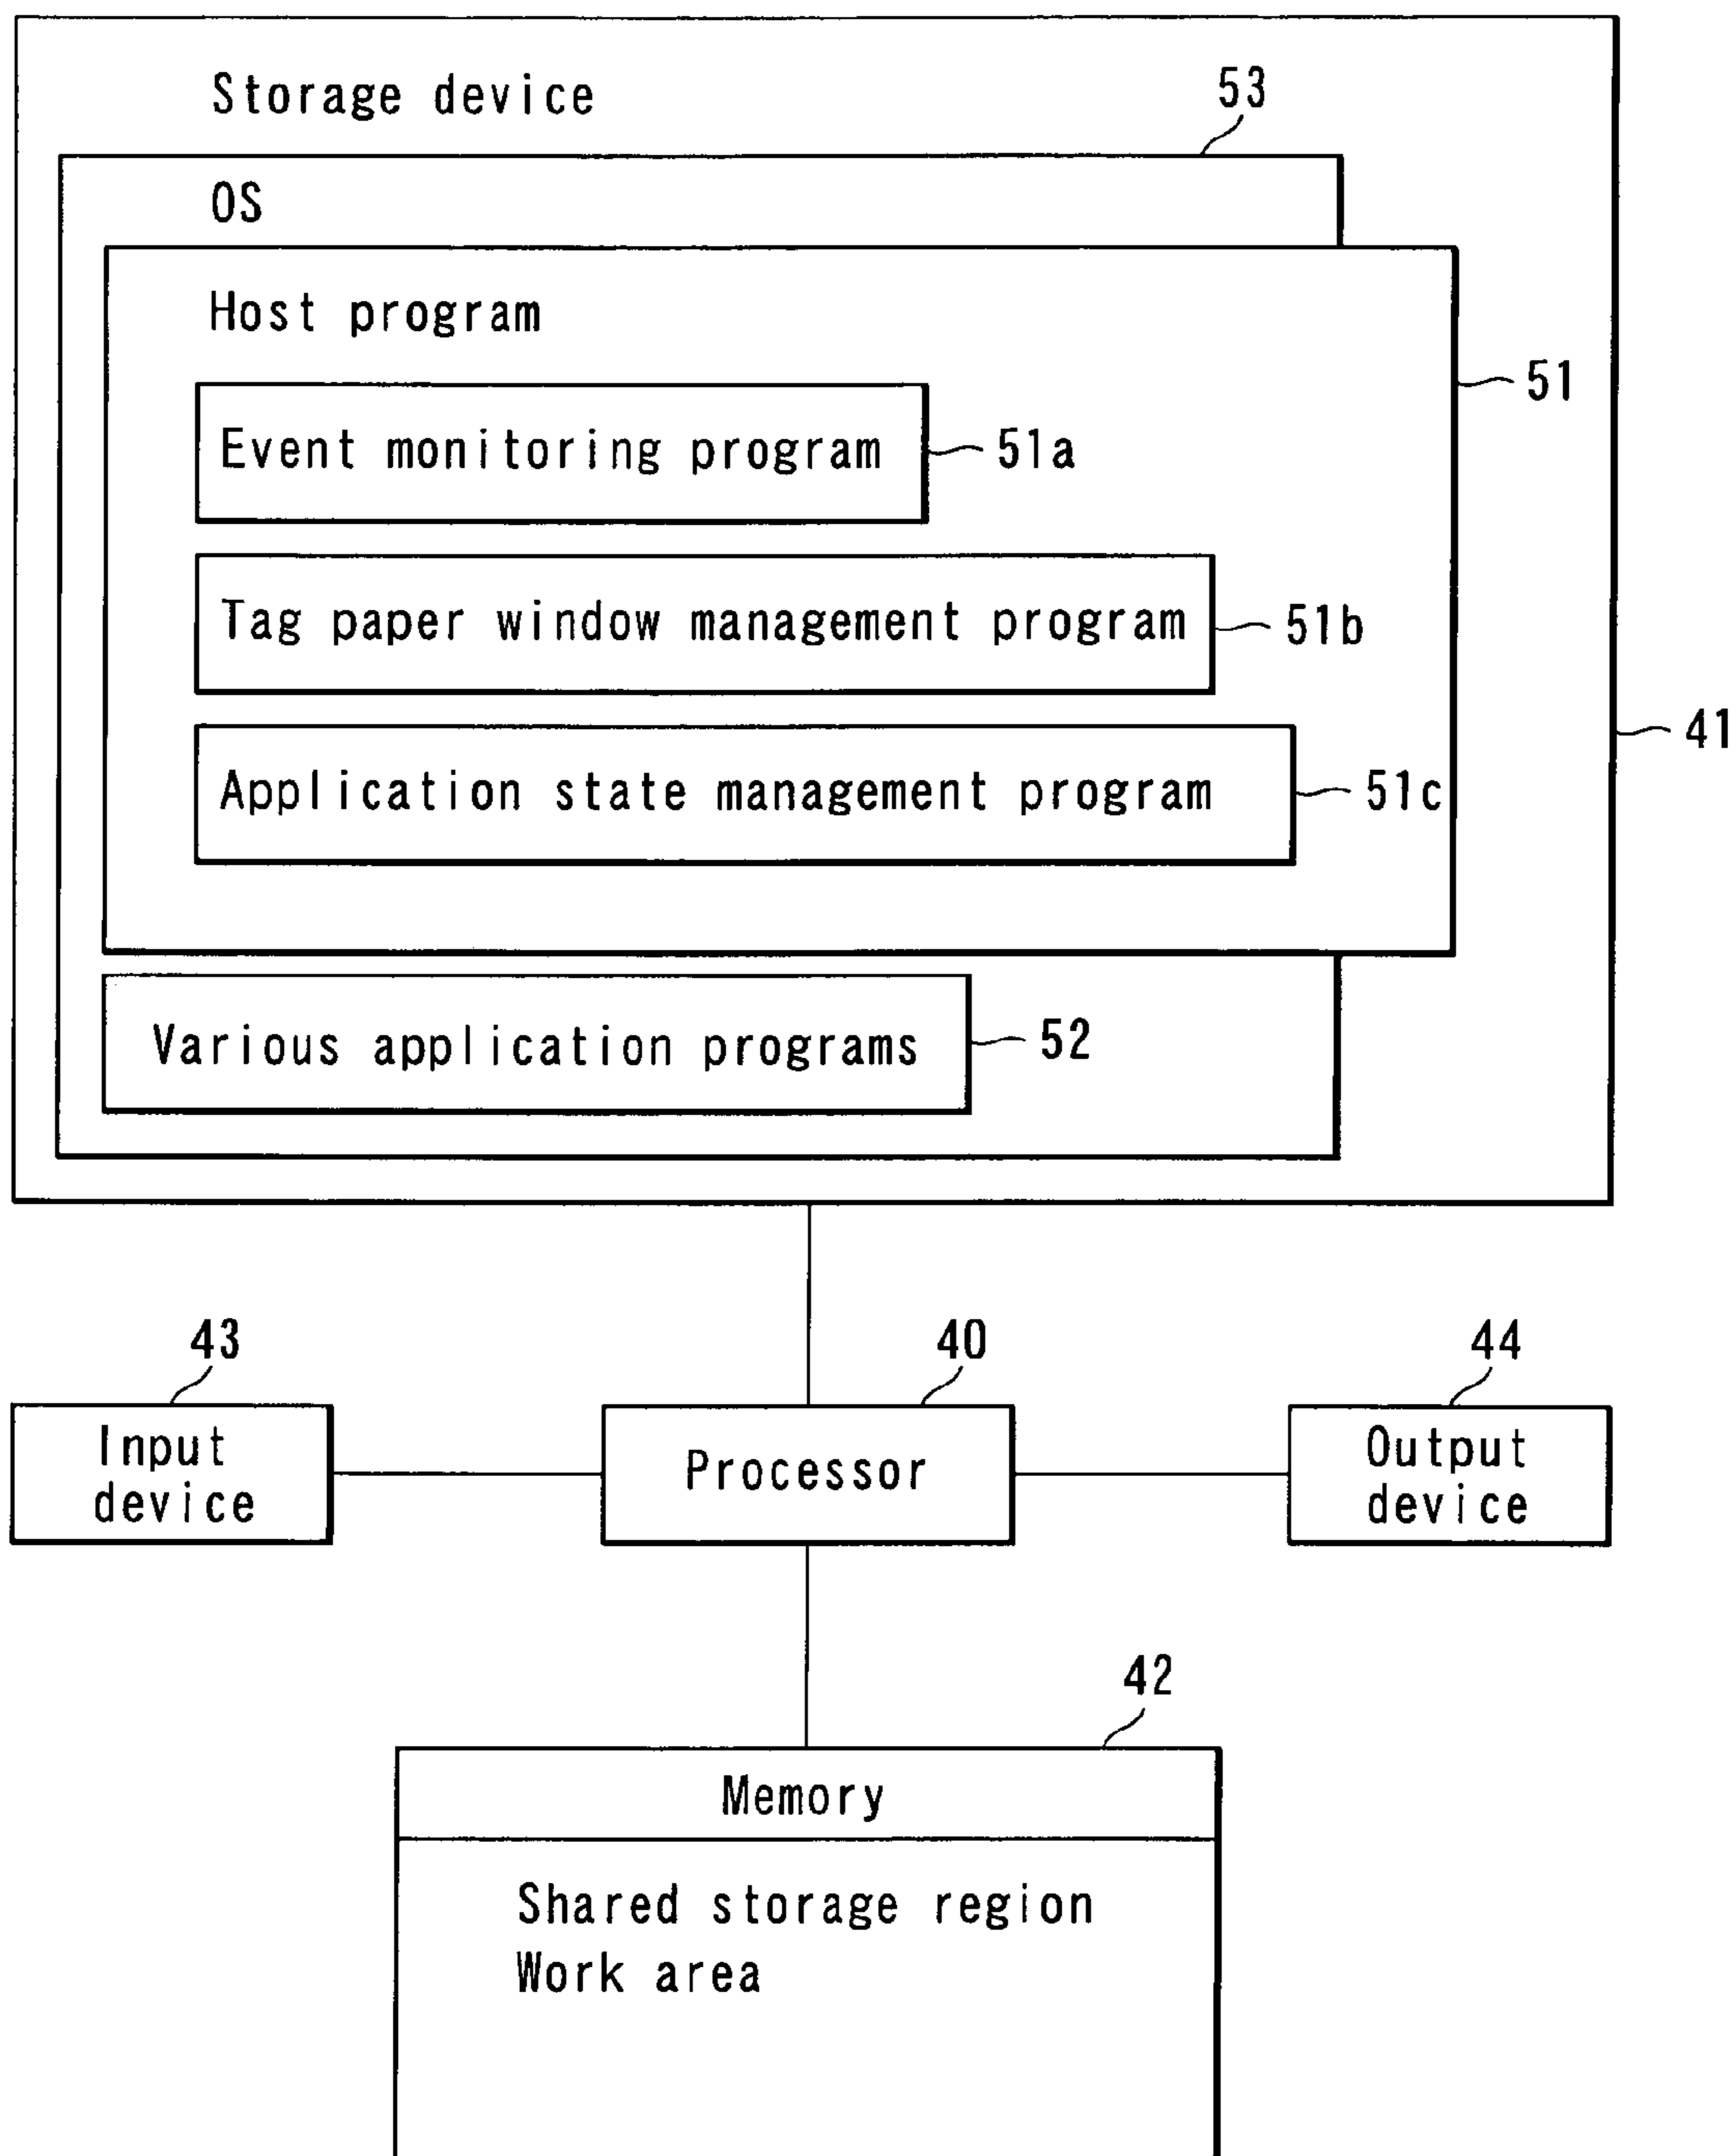 Storage device
53
OS
Host program
51
Event monitoring program
51a
Tag paper window management program
51b
41
Application state management program
51c
Various application programs
52
43
40
44
Input
device
Processor
Output
device
42
Memory
Shared storage region
Work area